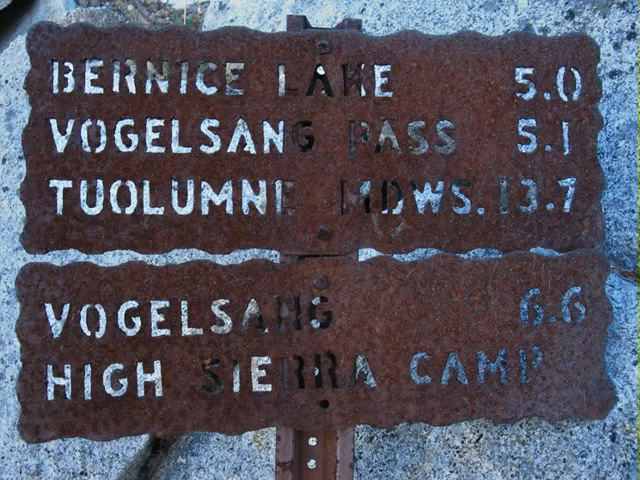 BERNICE LAKE 5.0
VOGELSANG PASS 5.1
TUOLUMNE MDWS. 13.7
VOGELSANG 6.6
HIGH SIERRA CAMP